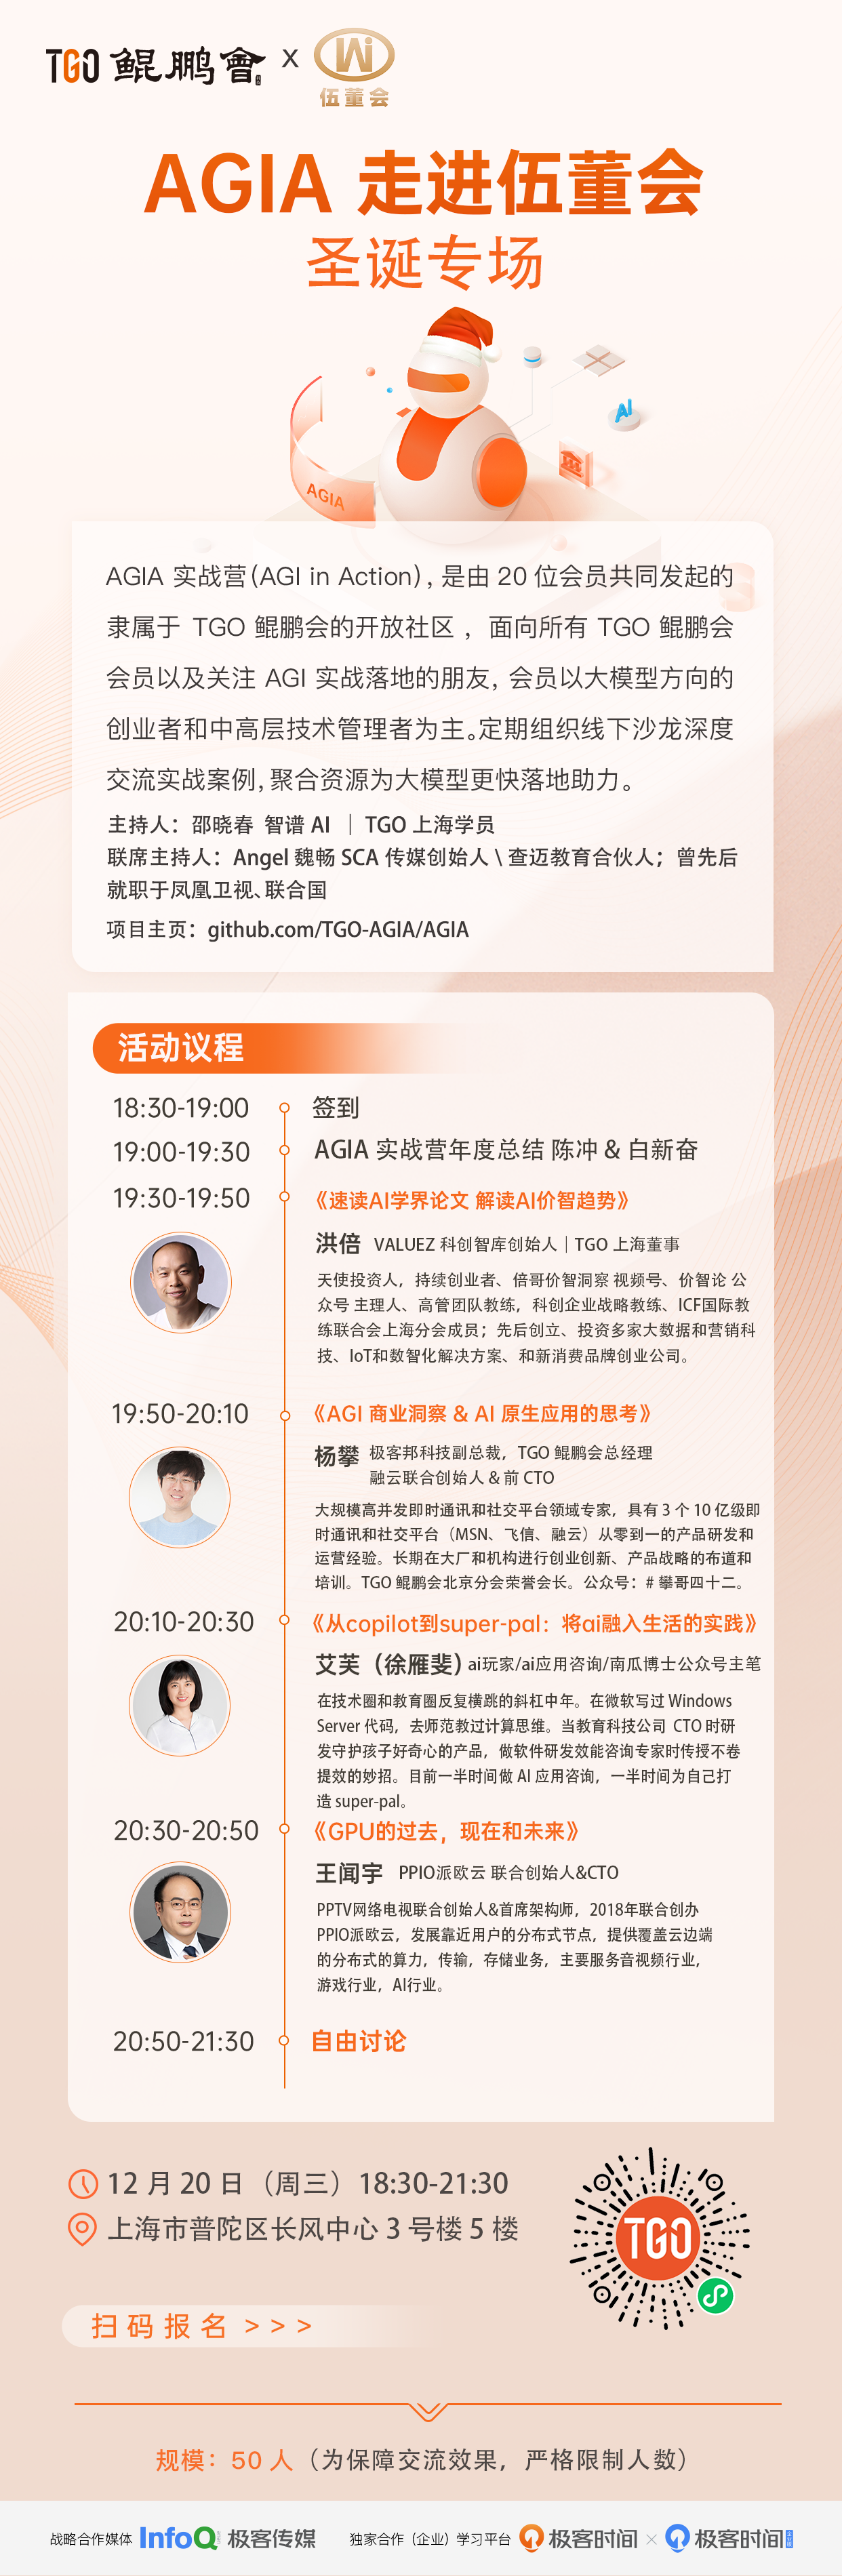 TGO 鲲鹏會 X Wi
伍董会
AGIA 走进伍董会
圣诞专场
AI
AGIA
AGIA 实战营(AGI in Action),是由 20 位会员共同发起的
隶属于 TGO 鲲鹏会的开放社区 ,面向所有 TGO 鲲鹏会
会员以及关注 AGI 实战落地的朋友,会员以大模型方向的
创业者和中高层技术管理者为主。定期组织线下沙龙深度
交流实战案例,聚合资源为大模型更快落地助力。
主持人：邵晓春 智谱 AI ｜ TGO 上海学员
联席主持人：Angel 魏畅 SCA 传媒创始人 \ 查迈教育合伙人；曾先后
就职于凤凰卫视、联合国
项目主页：github.com/TGO-AGIA/AGIA
活动议程
18:30-19:00 签到
19:00-19:30 AGIA 实战营年度总结 陈冲 & 白新奋
19:30-19:50 《速读AI学界论文 解读AI价智趋势》
洪倍 VALUEZ 科创智库创始人｜TGO 上海董事
天使投资人，持续创业者、倍哥价智洞察 视频号、价智论 公
众号 主理人、高管团队教练，科创企业战略教练、ICF国际教
练联合会上海分会成员；先后创立、投资多家大数据和营销科
技、IoT和数智化解决方案、和新消费品牌创业公司。
19:50-20:10 《AGI 商业洞察 & AI 原生应用的思考》
杨攀 极客邦科技副总裁，TGO 鲲鹏会总经理
融云联合创始人 & 前 CTO
大规模高并发即时通讯和社交平台领域专家，具有 3 个 10 亿级即
时通讯和社交平台（MSN、飞信、融云）从零到一的产品研发和
运营经验。长期在大厂和机构进行创业创新、产品战略的布道和
培训。TGO 鲲鹏会北京分会荣誉会长。公众号：# 攀哥四十二。
20:10-20:30 《从copilot到super-pal：将ai融入生活的实践》
艾芙（徐雁斐) ai玩家/ai应用咨询/南瓜博士公众号主笔
在技术圈和教育圈反复横跳的斜杠中年。在微软写过 Windows
Server 代码，去师范教过计算思维。当教育科技公司 CTO 时研
发守护孩子好奇心的产品，做软件研发效能咨询专家时传授不卷
提效的妙招。目前一半时间做 AI 应用咨询，一半时间为自己打
造 super-pal。
20:30-20:50 《GPU的过去，现在和未来》
王闻宇 PPIO派欧云 联合创始人&CTO
PPTV网络电视联合创始人&首席架构师，2018年联合创办
PPIO派欧云，发展靠近用户的分布式节点，提供覆盖云边端
的分布式的算力，传输，存储业务，主要服务音视频行业，
游戏行业，AI行业。
20:50-21:30 自由讨论
12 月 20 日（周三）18:30-21:30
上海市普陀区长风中心 3 号楼 5 楼
TGO
扫码报名 > > >
规模：50 人（为保障交流效果，严格限制人数）
战略合作媒体 InfoQ 极客传媒 独家合作（企业）学习平台 极客时间 × 极客时间